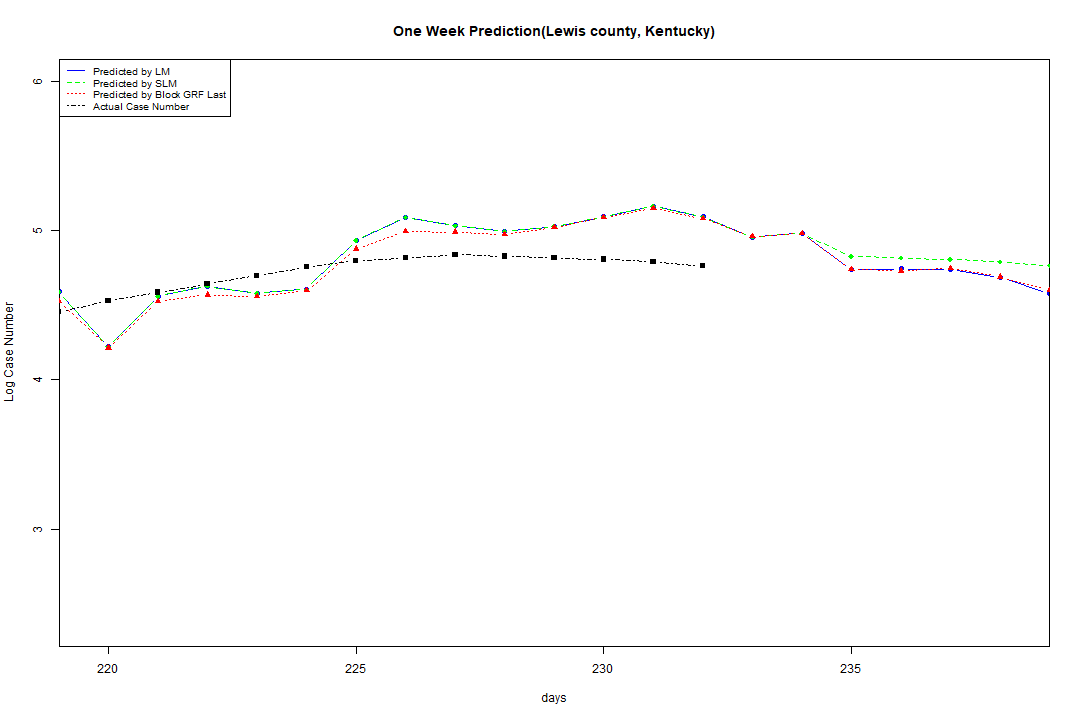 One Week Prediction(Lewis county, Kentucky)
Predicted by LM
Predicted by SLM
Predicted by Block GRF Last
Actual Case Number
6
5
4
3
Log Case Number
220
225
230
235
days